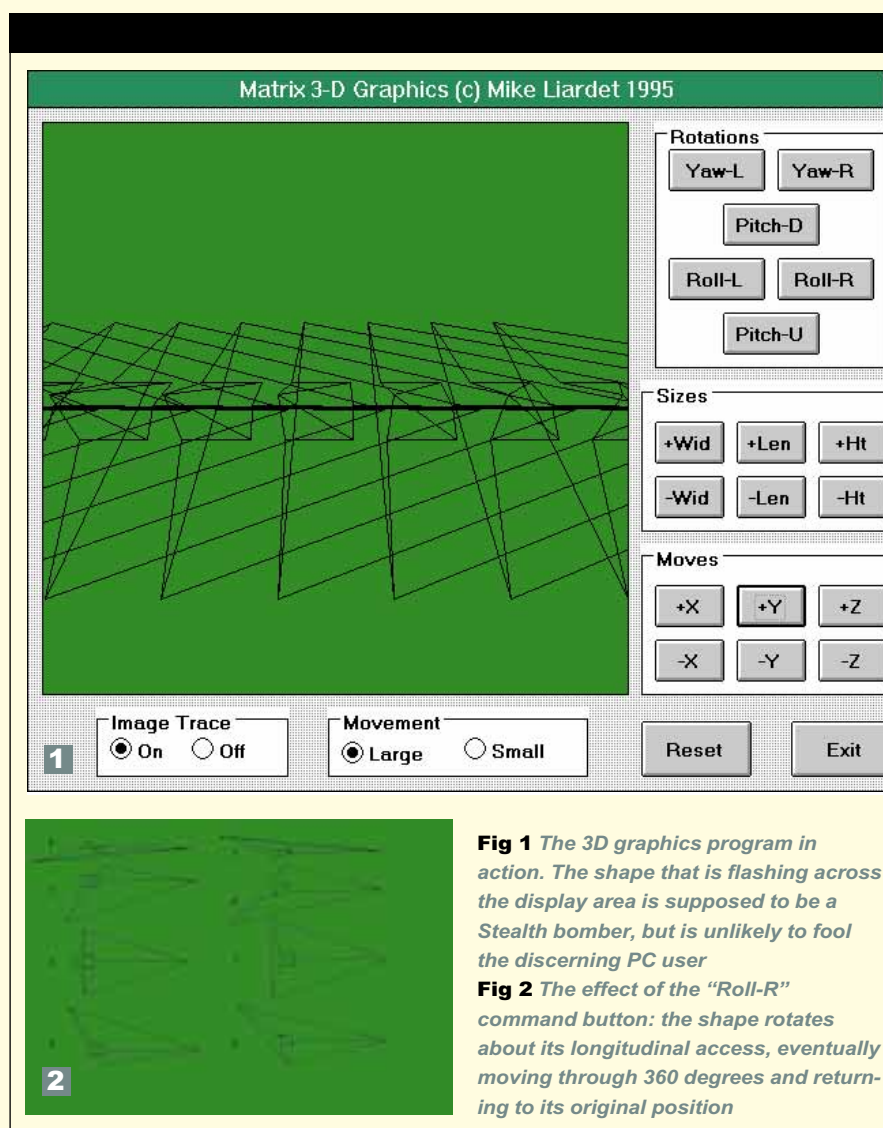 Matrix 3-D Graphics (c) Mike Liardet 1995
Rotations
Yaw-L Yaw-R
Pitch-D
Roll-L Roll-R
Pitch-U
Sizes
+Wid +Len +Ht
-Wid -Len -Ht
Moves
+X +Y +Z
-X -Y -Z
Image Trace
On Off
Movement
Large Small
Reset Exit
1
2
Fig 1 The 3D graphics program in
action. The shape that is flashing across
the display area is supposed to be a
Stealth bomber, but is unlikely to fool
the discerning PC user
Fig 2 The effect of the “Roll-R”
command button: the shape rotates
about its longitudinal access, eventually
moving through 360 degrees and return-
ing to its original position